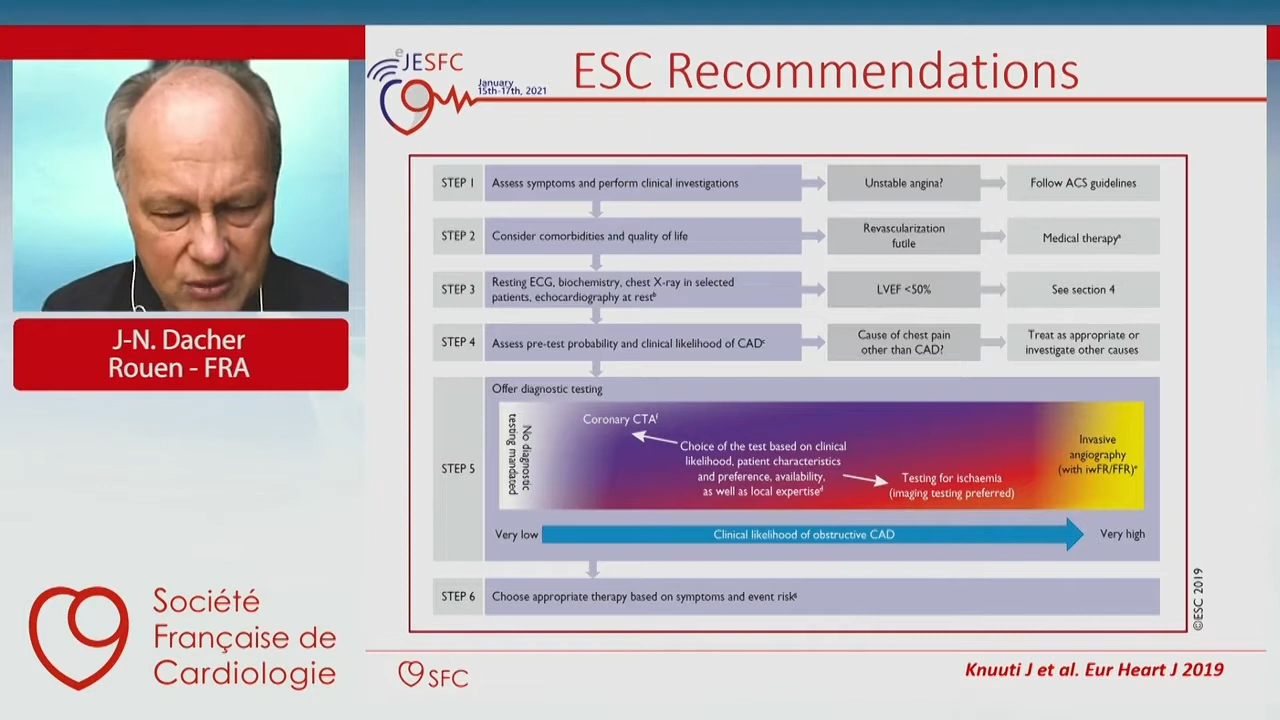 eJESFC
January
15th-17th, 2021
ESC Recommendations
J-N. Dacher
Rouen - FRA
Société
Française de
Cardiologie
STEP 1
Assess symptoms and perform clinical investigations
Unstable angina?
Follow ACS guidelines
STEP 2
Consider comorbidities and quality of life
Revascularization
futile
Medical therapyᵃ
STEP 3
Resting ECG, biochemistry, chest X-ray in selected
patients, echocardiography at restᵇ
LVEF <50%
See section 4
STEP 4
Assess pre-test probability and clinical likelihood of CADᶜ
Cause of chest pain
other than CAD?
Treat as appropriate or
investigate other causes
STEP 5
Offer diagnostic testing
No diagnostic
testing mandated
Coronary CTAᶠ
Choice of the test based on clinical
likelihood, patient characteristics
and preference, availability,
as well as local expertiseᵈ
Testing for ischaemia
(imaging testing preferred)
Invasive
angiography
(with iwFR/FFR)ᵉ
Very low
Clinical likelihood of obstructive CAD
Very high
STEP 6
Choose appropriate therapy based on symptoms and event riskᵍ
©ESC 2019
SFC
Knuuti J et al. Eur Heart J 2019